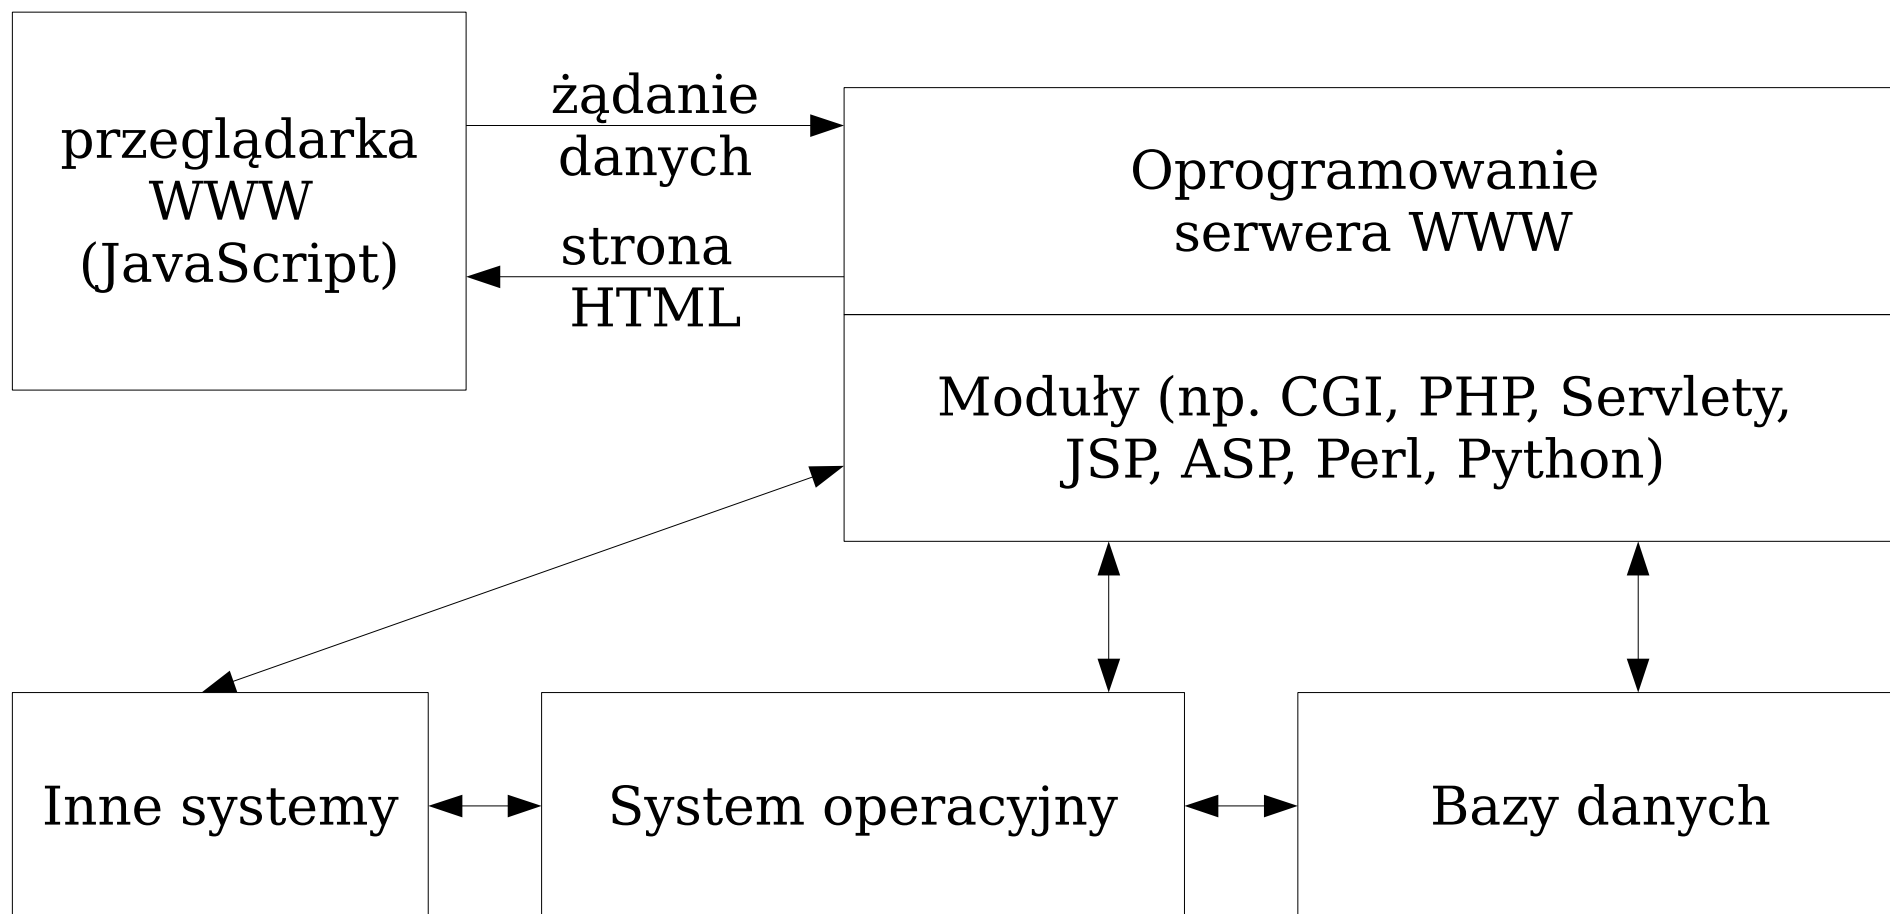 przeglądarka
WWW
(JavaScript)
żądanie
danych
strona
HTML
Oprogramowanie
serwera WWW
Moduły (np. CGI, PHP, Servlety,
JSP, ASP, Perl, Python)
Inne systemy
System operacyjny
Bazy danych